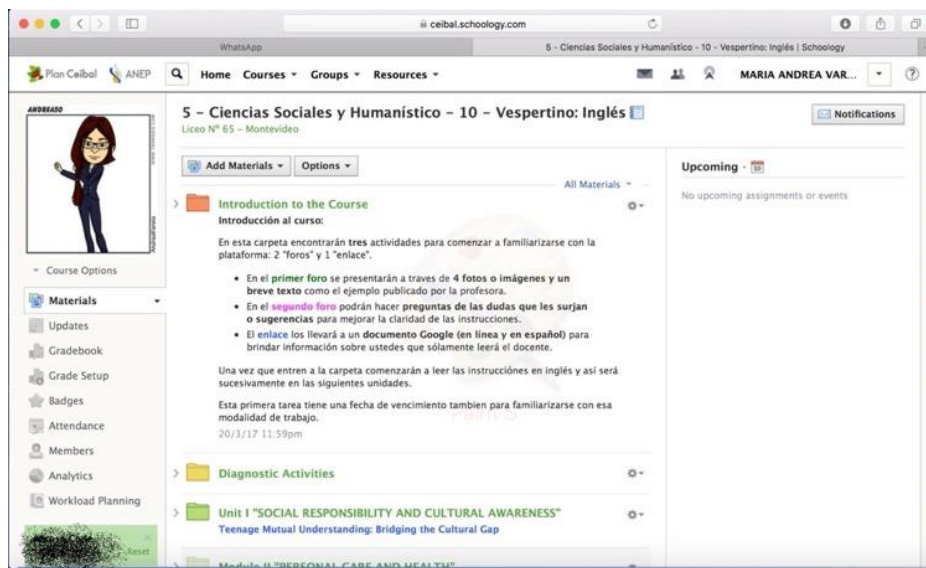 ceibal.schoology.com
WhatsApp
5 - Ciencias Sociales y Humanístico - 10 - Vespertino: Inglés | Schoology
Plan Ceibal ANEP Home Courses Groups Resources MARIA ANDREA VAR...
ANDREA50
5 – Ciencias Sociales y Humanístico – 10 – Vespertino: Inglés
Liceo N° 65 – Montevideo
Notifications
Add Materials Options
All Materials
Upcoming
No upcoming assignments or events
Course Options
Materials
Updates
Gradebook
Grade Setup
Badges
Attendance
Members
Analytics
Workload Planning
Reset
Introduction to the Course
Introducción al curso:
En esta carpeta encontrarán tres actividades para comenzar a familiarizarse con la
plataforma: 2 "foros" y 1 "enlace".
• En el primer foro se presentarán a traves de 4 fotos o imágenes y un
breve texto como el ejemplo publicado por la profesora.
• En el segundo foro podrán hacer preguntas de las dudas que les surjan
o sugerencias para mejorar la claridad de las instrucciones.
• El enlace los llevará a un documento Google (en línea y en español) para
brindar información sobre ustedes que sólamente leerá el docente.
Una vez que entren a la carpeta comenzarán a leer las instrucciónes en inglés y así será
sucesivamente en las siguientes unidades.
Esta primera tarea tiene una fecha de vencimiento tambien para familiarizarse con esa
modalidad de trabajo.
20/3/17 11:59pm
Diagnostic Activities
Unit I "SOCIAL RESPONSIBILITY AND CULTURAL AWARENESS"
Teenage Mutual Understanding: Bridging the Cultural Gap
Module II "PERSONAL CARE AND HEALTH"